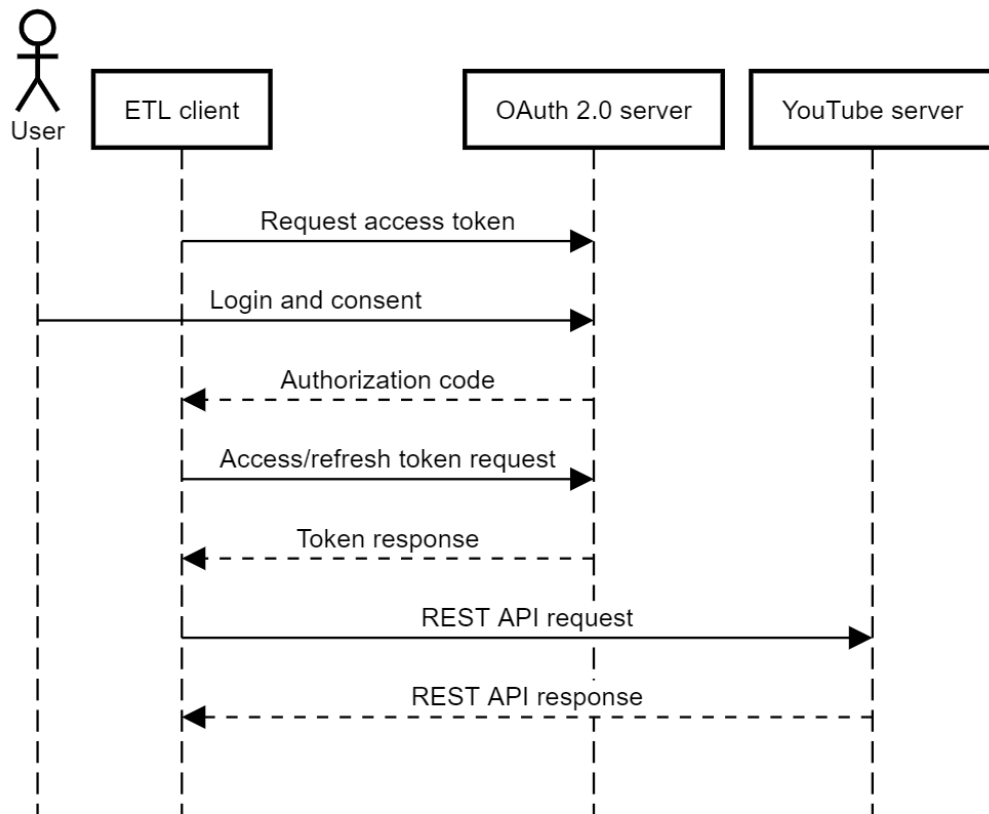 User
ETL client
OAuth 2.0 server
YouTube server
Request access token
Login and consent
Authorization code
Access/refresh token request
Token response
REST API request
REST API response